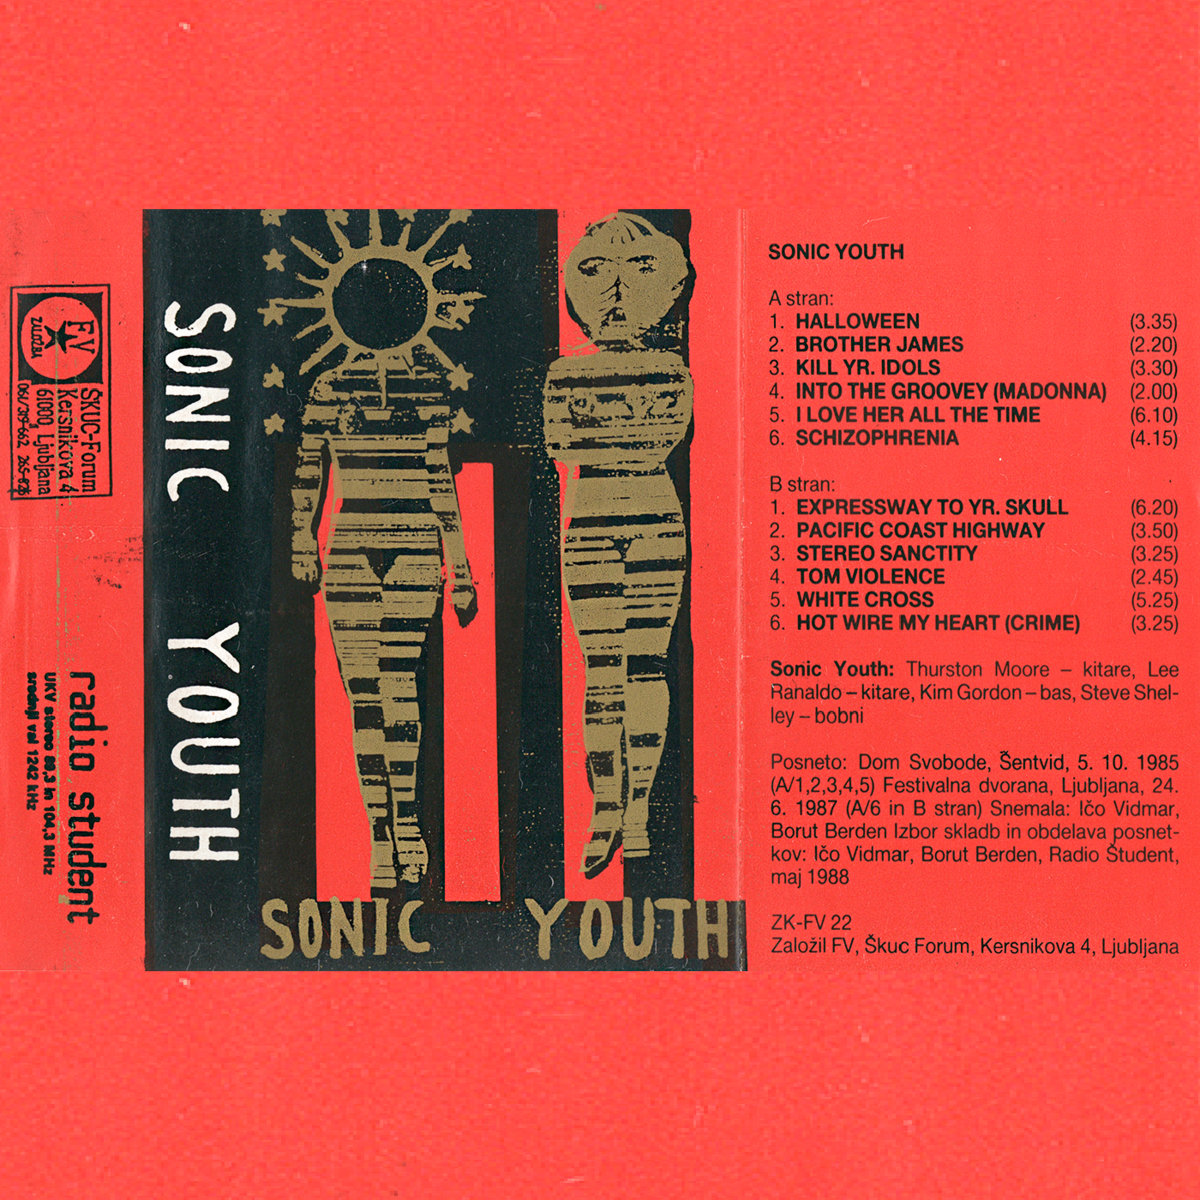 FV
ZALOŽBA
ŠKUC-Forum
Kersnikova 4
61000, Ljubljana
061/319-662
radio študent
UKV stereo 89,3 in 104,3 MHz
srednji val 1242 kHz
SONIC YOUTH
SONIC YOUTH
SONIC YOUTH
A stran:
1. HALLOWEEN (3.35)
2. BROTHER JAMES (2.20)
3. KILL YR. IDOLS (3.30)
4. INTO THE GROOVEY (MADONNA) (2.00)
5. I LOVE HER ALL THE TIME (6.10)
6. SCHIZOPHRENIA (4.15)
B stran:
1. EXPRESSWAY TO YR. SKULL (6.20)
2. PACIFIC COAST HIGHWAY (3.50)
3. STEREO SANCTITY (3.25)
4. TOM VIOLENCE (2.45)
5. WHITE CROSS (5.25)
6. HOT WIRE MY HEART (CRIME) (3.25)
Sonic Youth: Thurston Moore – kitare, Lee
Ranaldo – kitare, Kim Gordon – bas, Steve Shel-
ley – bobni
Posneto: Dom Svobode, Šentvid, 5. 10. 1985
(A/1,2,3,4,5) Festivalna dvorana, Ljubljana, 24.
6. 1987 (A/6 in B stran) Snemala: Ičo Vidmar,
Borut Berden Izbor skladb in obdelava posnet-
kov: Ičo Vidmar, Borut Berden, Radio Študent,
maj 1988
ZK-FV 22
Založil FV, Škuc Forum, Kersnikova 4, Ljubljana